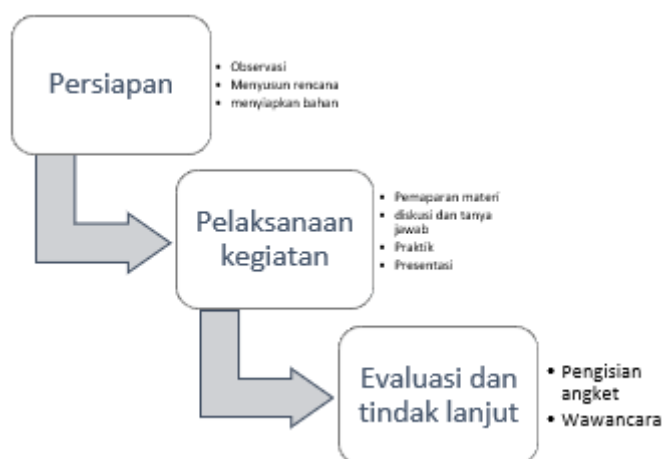 Persiapan
• Observasi
• Menyusun rencana
• menyiapkan bahan
Pelaksanaan
kegiatan
• Pemaparan materi
• diskusi dan tanya
jawab
• Praktik
• Presentasi
Evaluasi dan
tindak lanjut
• Pengisian
angket
• Wawancara